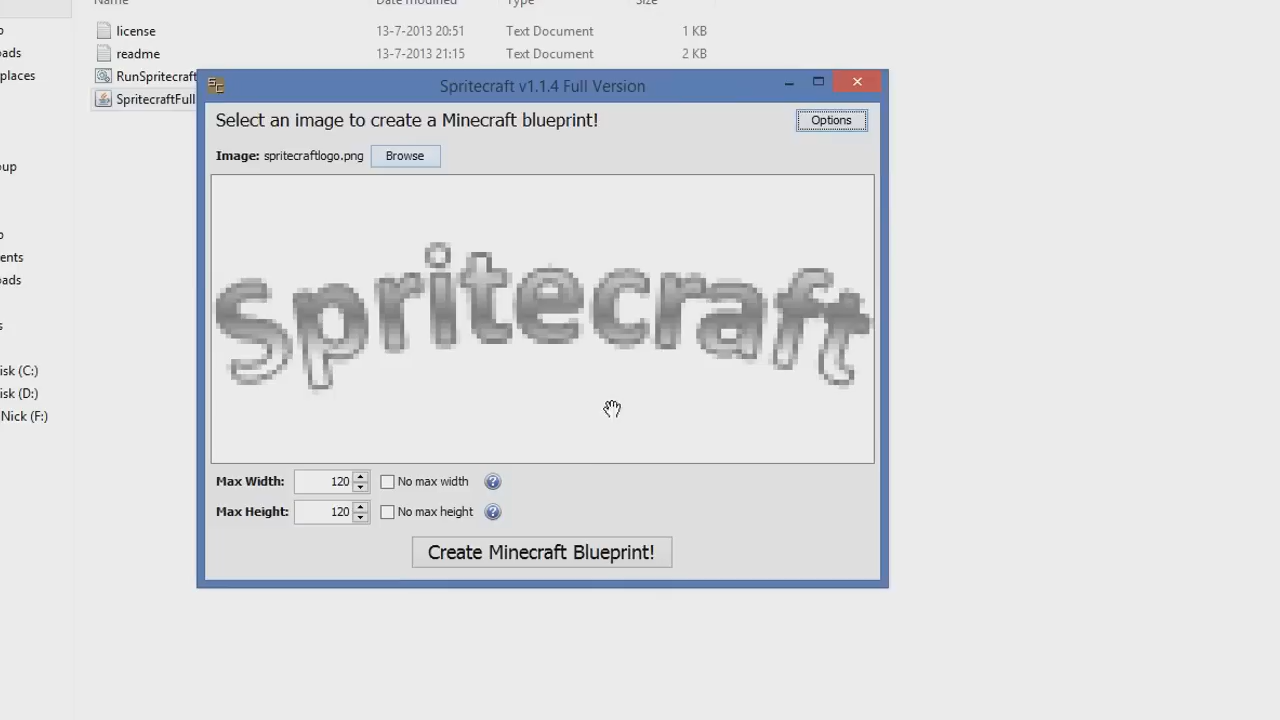 Name Date modified Type Size
license 13-7-2013 20:51 Text Document 1 KB
readme 13-7-2013 21:15 Text Document 2 KB
RunSpritecraft
SpritecraftFull
Spritecraft v1.1.4 Full Version
Select an image to create a Minecraft blueprint!
Options
Image: spritecraftlogo.png Browse
Spritecraft
Max Width: 120 No max width
Max Height: 120 No max height
Create Minecraft Blueprint!
oads
places
oup
ents
oads
isk (C:)
isk (D:)
Nick (F:)